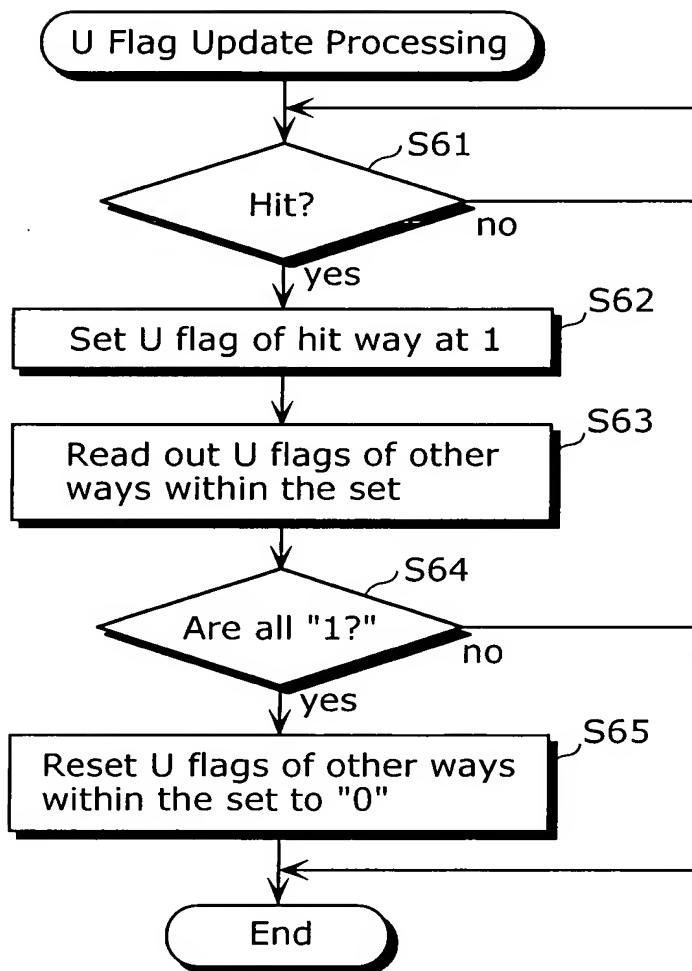 U Flag Update Processing
S61
Hit?
no
yes
S62
Set U flag of hit way at 1
S63
Read out U flags of other
ways within the set
S64
Are all "1?"
no
yes
S65
Reset U flags of other ways
within the set to "0"
End